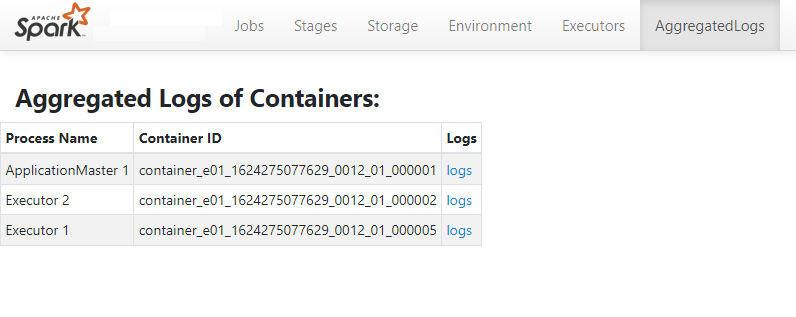 APACHE
Spark
Jobs Stages Storage Environment Executors AggregatedLogs
Aggregated Logs of Containers:
Process Name Container ID Logs
ApplicationMaster 1 container_e01_1624275077629_0012_01_000001 logs
Executor 2 container_e01_1624275077629_0012_01_000002 logs
Executor 1 container_e01_1624275077629_0012_01_000005 logs